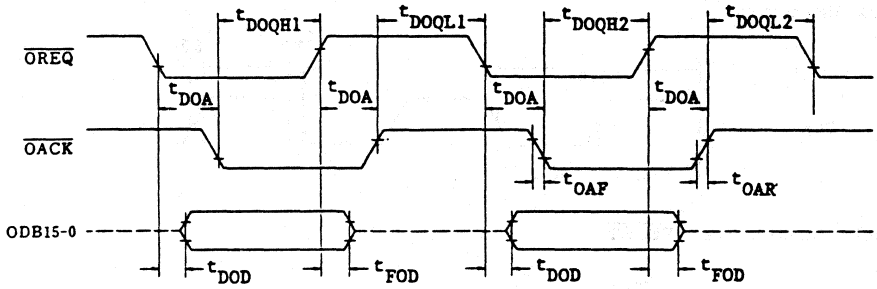 tDOQH1 tDOQL1 tDOQH2 tDOQL2
OREQ
tDOA tDOA tDOA tDOA
OACK
tOAF tOAR
ODB15-0
tDOD tFOD tDOD tFOD